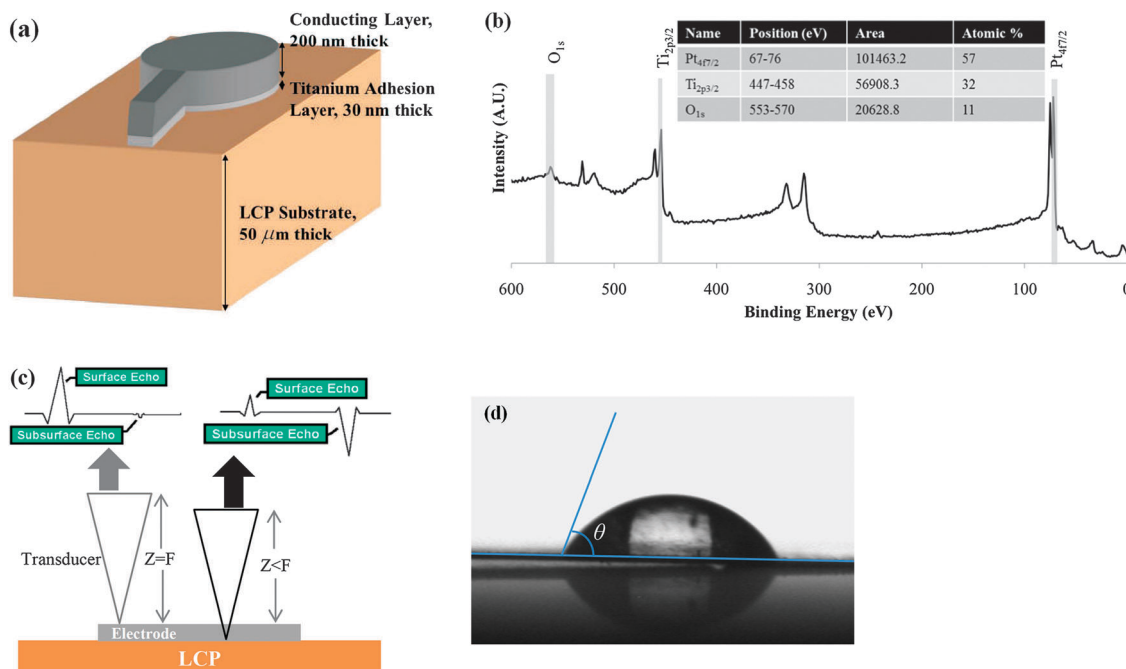 (a)
Conducting Layer,
200 nm thick
Titanium Adhesion
Layer, 30 nm thick
LCP Substrate,
50 μm thick
(b)
O1s
Ti2p3/2
Pt4f7/2
Name Position (eV) Area Atomic %
Pt4f7/2 67-76 101463.2 57
Ti2p3/2 447-458 56908.3 32
O1s 553-570 20628.8 11
Intensity (A.U.)
600 500 400 300 200 100 0
Binding Energy (eV)
(c)
Surface Echo
Subsurface Echo
Surface Echo
Subsurface Echo
Transducer
Z=F
Z<F
Electrode
LCP
(d)
θ